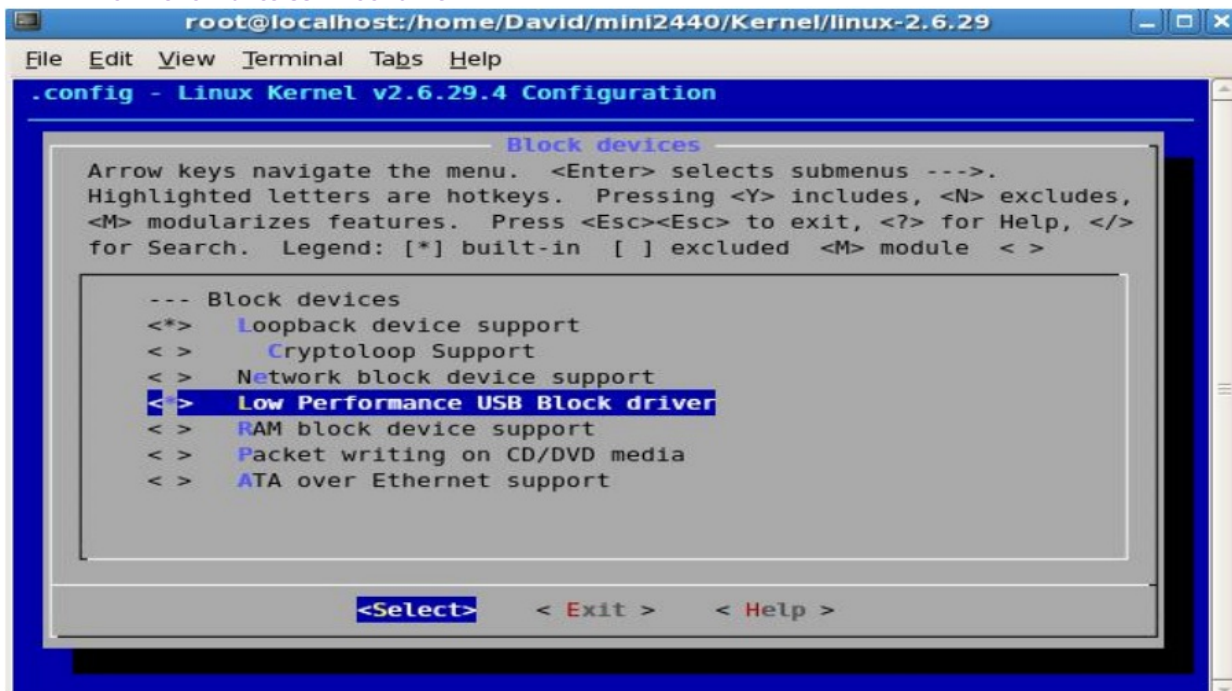 root@localhost:/home/David/mini2440/Kernel/linux-2.6.29
File Edit View Terminal Tabs Help
.config - Linux Kernel v2.6.29.4 Configuration
Block devices
Arrow keys navigate the menu. <Enter> selects submenus --->.
Highlighted letters are hotkeys. Pressing <Y> includes, <N> excludes,
<M> modularizes features. Press <Esc><Esc> to exit, <?> for Help, </>
for Search. Legend: [*] built-in [ ] excluded <M> module < >
--- Block devices
<*> Loopback device support
< > Cryptoloop Support
< > Network block device support
<*> Low Performance USB Block driver
< > RAM block device support
< > Packet writing on CD/DVD media
< > ATA over Ethernet support
<Select> < Exit > < Help >